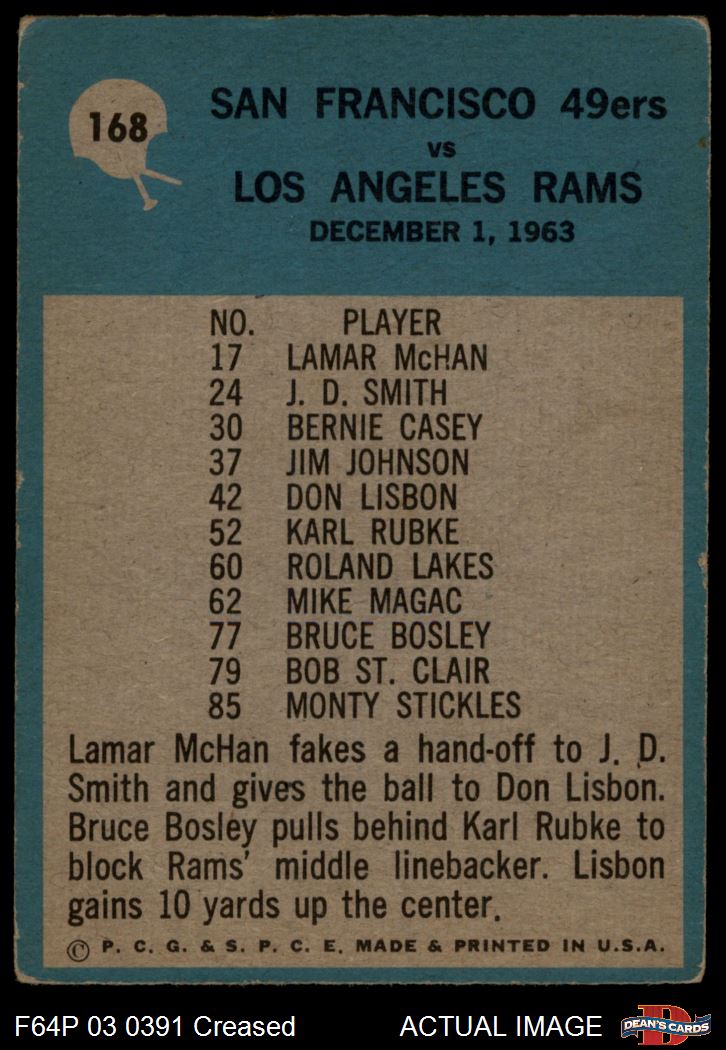 168
SAN FRANCISCO 49ers
vs
LOS ANGELES RAMS
DECEMBER 1, 1963
NO. PLAYER
17 LAMAR McHAN
24 J. D. SMITH
30 BERNIE CASEY
37 JIM JOHNSON
42 DON LISBON
52 KARL RUBKE
60 ROLAND LAKES
62 MIKE MAGAC
77 BRUCE BOSLEY
79 BOB ST. CLAIR
85 MONTY STICKLES
Lamar McHan fakes a hand-off to J. D.
Smith and gives the ball to Don Lisbon.
Bruce Bosley pulls behind Karl Rubke to
block Rams' middle linebacker. Lisbon
gains 10 yards up the center.
© P. C. G. & S. P. C. E. MADE & PRINTED IN U.S.A.
F64P 03 0391 Creased ACTUAL IMAGE
D
DEAN'S CARDS